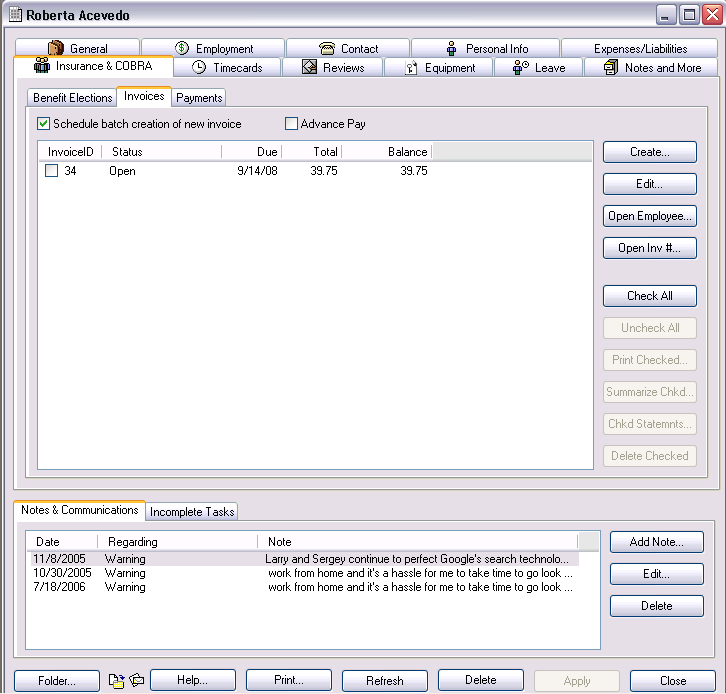 Roberta Acevedo
General Employment Contact Personal Info Expenses/Liabilities
Insurance & COBRA Timecards Reviews Equipment Leave Notes and More
Benefit Elections Invoices Payments
Schedule batch creation of new invoice Advance Pay
InvoiceID Status Due Total Balance
34 Open 9/14/08 39.75 39.75
Create...
Edit...
Open Employee...
Open Inv #...
Check All
Uncheck All
Print Checked...
Summarize Chkd...
Chkd Statemnts...
Delete Checked
Notes & Communications Incomplete Tasks
Date Regarding Note
11/8/2005 Warning Larry and Sergey continue to perfect Google's search technolo...
10/30/2005 Warning work from home and it's a hassle for me to take time to go look ...
7/18/2006 Warning work from home and it's a hassle for me to take time to go look ...
Add Note...
Edit...
Delete
Folder... Help... Print... Refresh Delete Apply Close